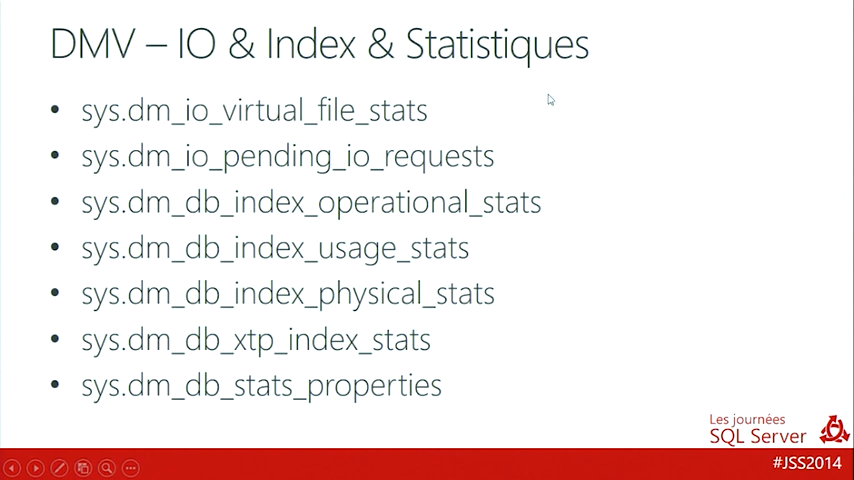 DMV – IO & Index & Statistiques
• sys.dm_io_virtual_file_stats
• sys.dm_io_pending_io_requests
• sys.dm_db_index_operational_stats
• sys.dm_db_index_usage_stats
• sys.dm_db_index_physical_stats
• sys.dm_db_xtp_index_stats
• sys.dm_db_stats_properties
Les journées
SQL Server
#JSS2014